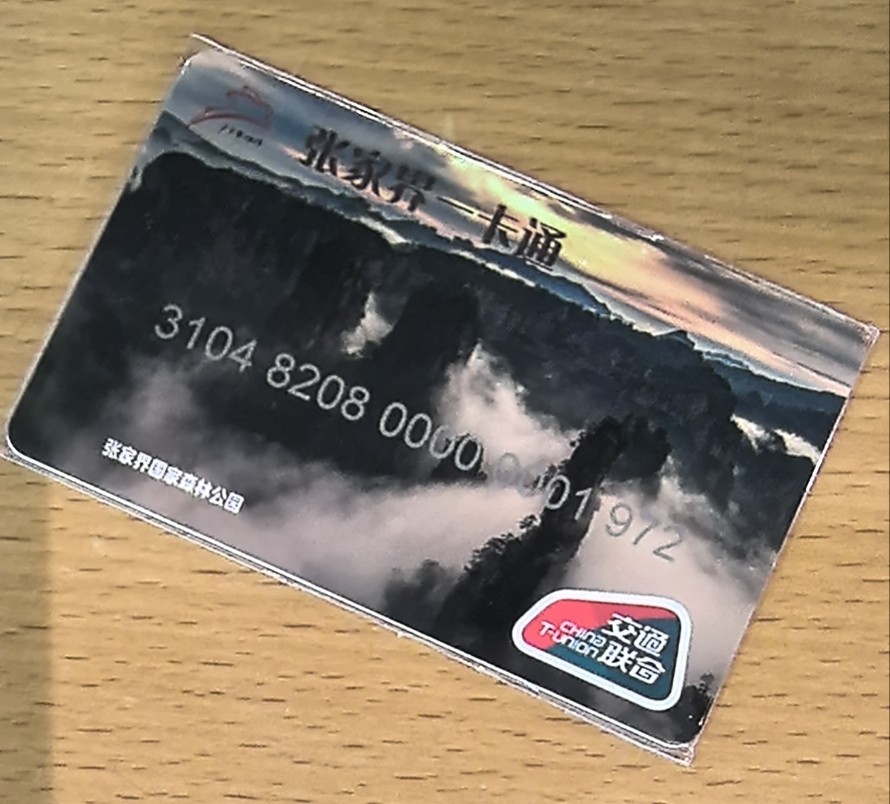 张家界一卡通
3104 8208 0000 0001 972
张家界国家森林公园
交通
联合
CHINA
T-UNION